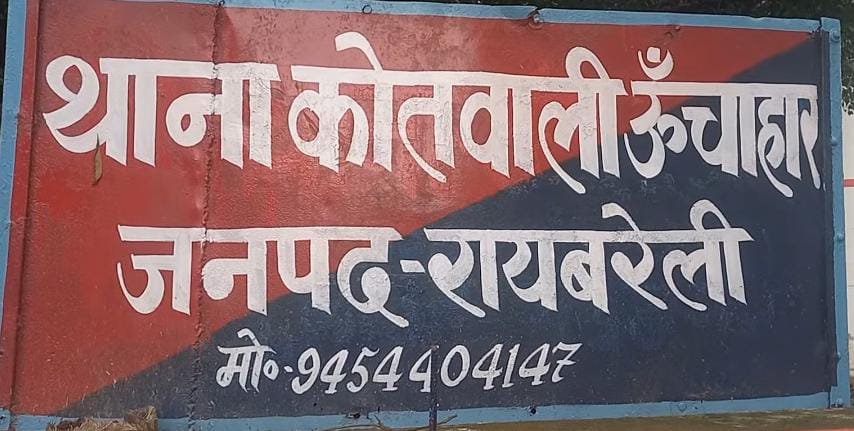 थाना कोतवाली ऊँचाहार
जनपद-रायबरेली
मो०-9454404147